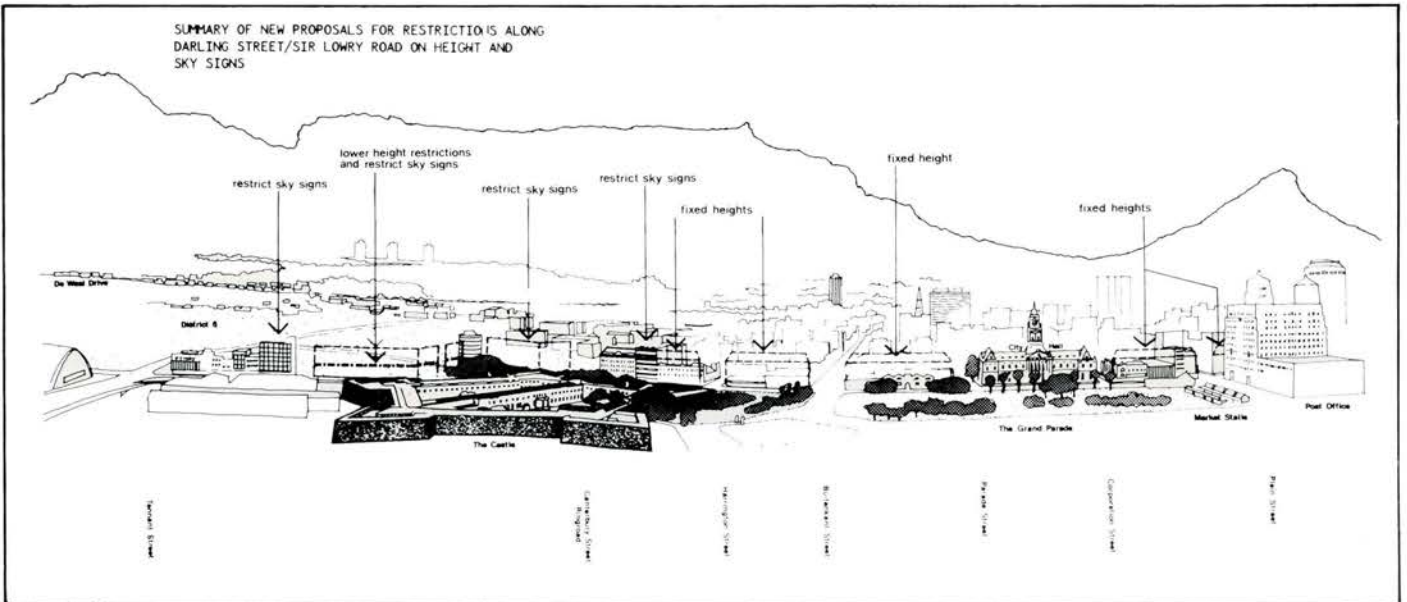 SUMMARY OF NEW PROPOSALS FOR RESTRICTIONS ALONG
DARLING STREET/SIR LOWRY ROAD ON HEIGHT AND
SKY SIGNS
lower height restrictions
and restrict sky signs
restrict sky signs
restrict sky signs
restrict sky signs
fixed heights
fixed height
fixed heights
De Waal Drive
District 6
City Hall
Post Office
Market Stalls
The Grand Parade
The Castle
Tennant Street
Canterbury Street
Ringroad
Harrington Street
Buitenkant Street
Parade Street
Corporation Street
Plein Street